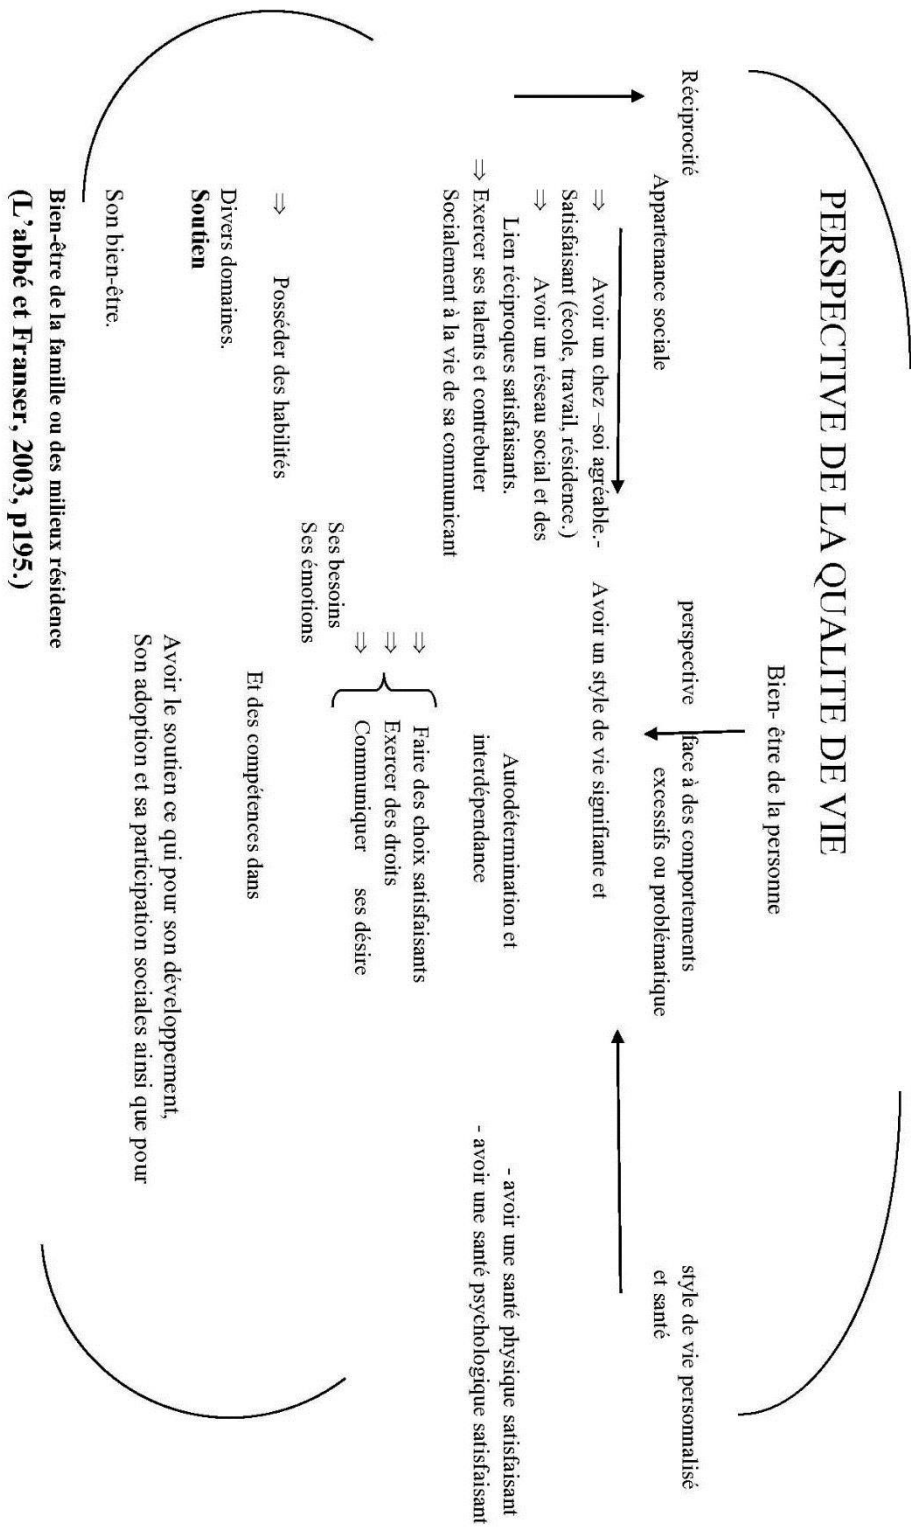 PERSPECTIVE DE LA QUALITE DE VIE
Bien- être de la personne
Réciprocité
Appartenance sociale
perspective face à des comportements
excessifs ou problématique
style de vie personnalisé
et santé
⇒ Avoir un chez –soi agréable.-
Satisfaisant (école, travail, résidence.)
⇒ Avoir un réseau social et des
Lien réciproques satisfaisants.
⇒ Exercer ses talents et contrebuter
Socialement à la vie de sa communicant
Avoir un style de vie signifiante et
Autodétermination et
interdépendance
- avoir une santé physique satisfaisant
- avoir une santé psychologique satisfaisant
⇒ Faire des choix satisfaisants
⇒ Exercer des droits
⇒ Communiquer ses désire
Ses besoins
Ses émotions
⇒ Posséder des habilités
Et des compétences dans
Divers domaines.
Soutien
Avoir le soutien ce qui pour son développement,
Son adoption et sa participation sociales ainsi que pour
Son bien-être.
Bien-être de la famille ou des milieux résidence
(L'abbé et Franser, 2003, p195.)